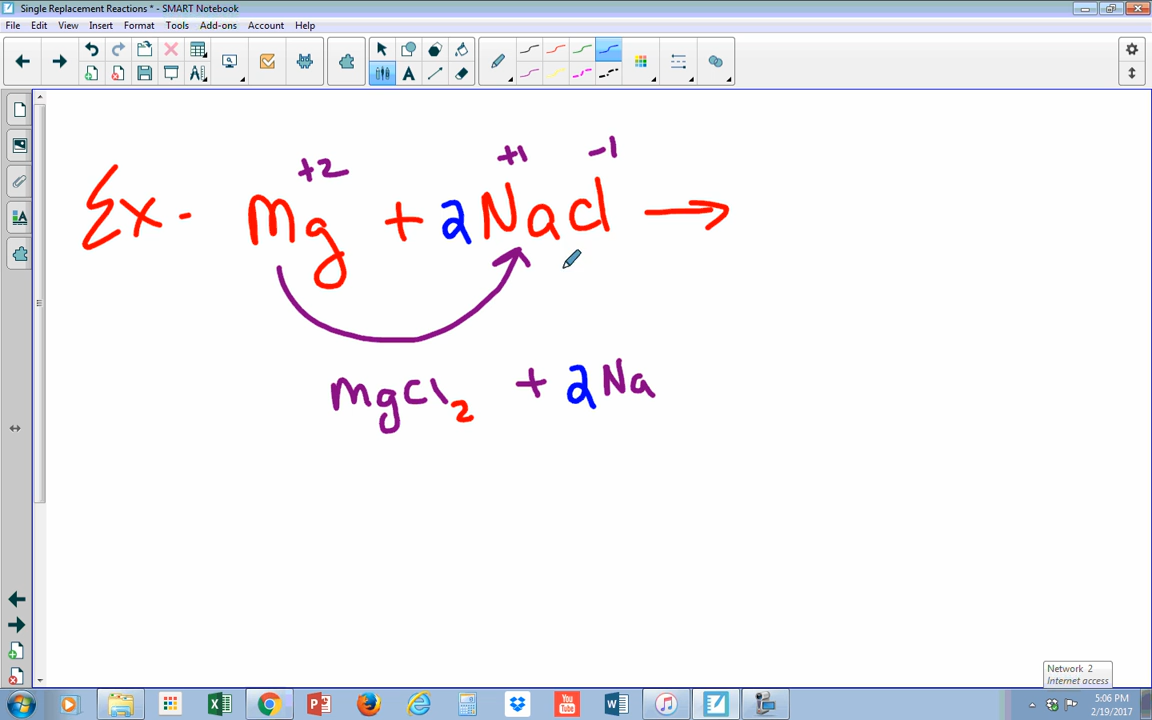 Single Replacement Reactions * - SMART Notebook
File Edit View Insert Format Tools Add-ons Account Help
+2 +1 -1
Ex- Mg + 2NaCl →
MgCl2 + 2Na
Network 2
Internet access
5:06 PM
2/19/2017